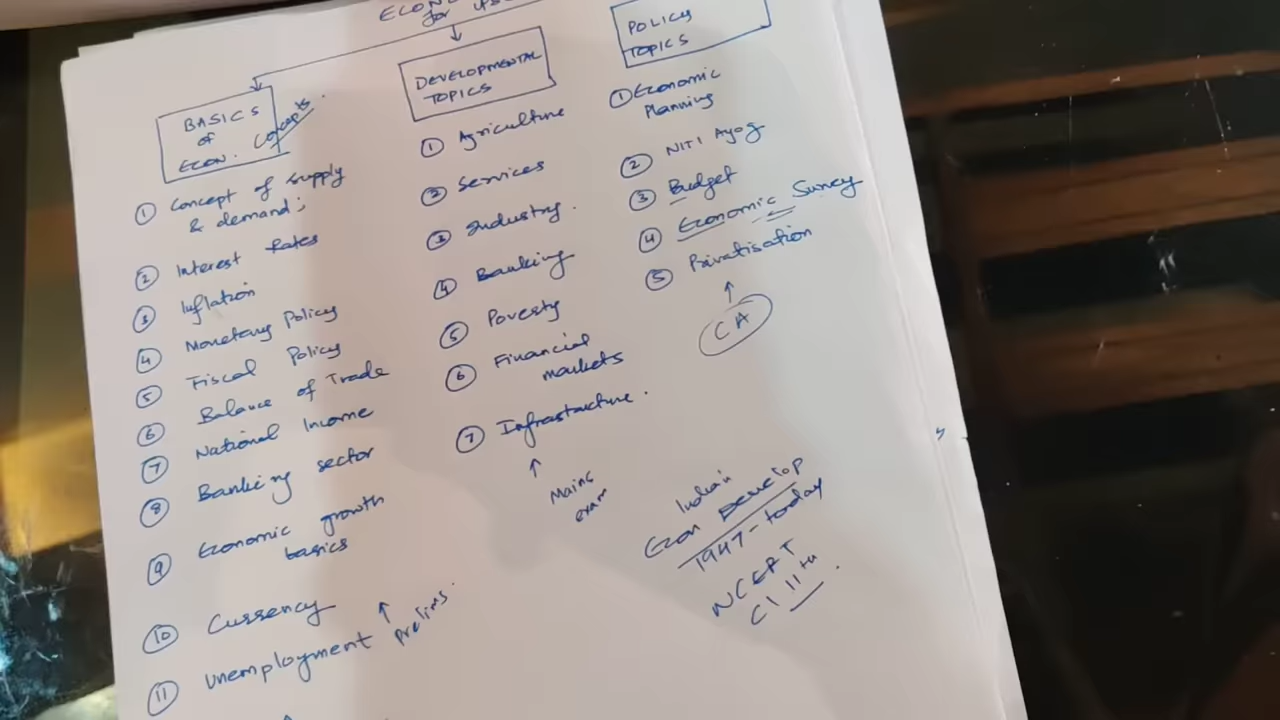 for
BASICS
of
ECON. Concepts.
① Concept of supply
& demand;
② Interest Rates
③ Inflation
④ Monetary Policy
⑤ Fiscal Policy
⑥ Balance of Trade
⑦ National Income
⑧ Banking sector
⑨ Economic growth
basics
⑩ Currency
⑪ Unemployment
↑
Prelims.
DEVELOPMENTAL
TOPICS
① Agriculture
② Services
③ Industry.
④ Banking
⑤ Poverty
⑥ Financial
markets
⑦ Infrastructure.
↑
Mains
exam
POLICY
TOPICS
① Economic
Planning
② NITI Ayog
③ Budget
④ Economic Survey
⑤ Privatisation
↑
CA
Indian
Econ Develop
1947-today
NCERT
Cl 11th.